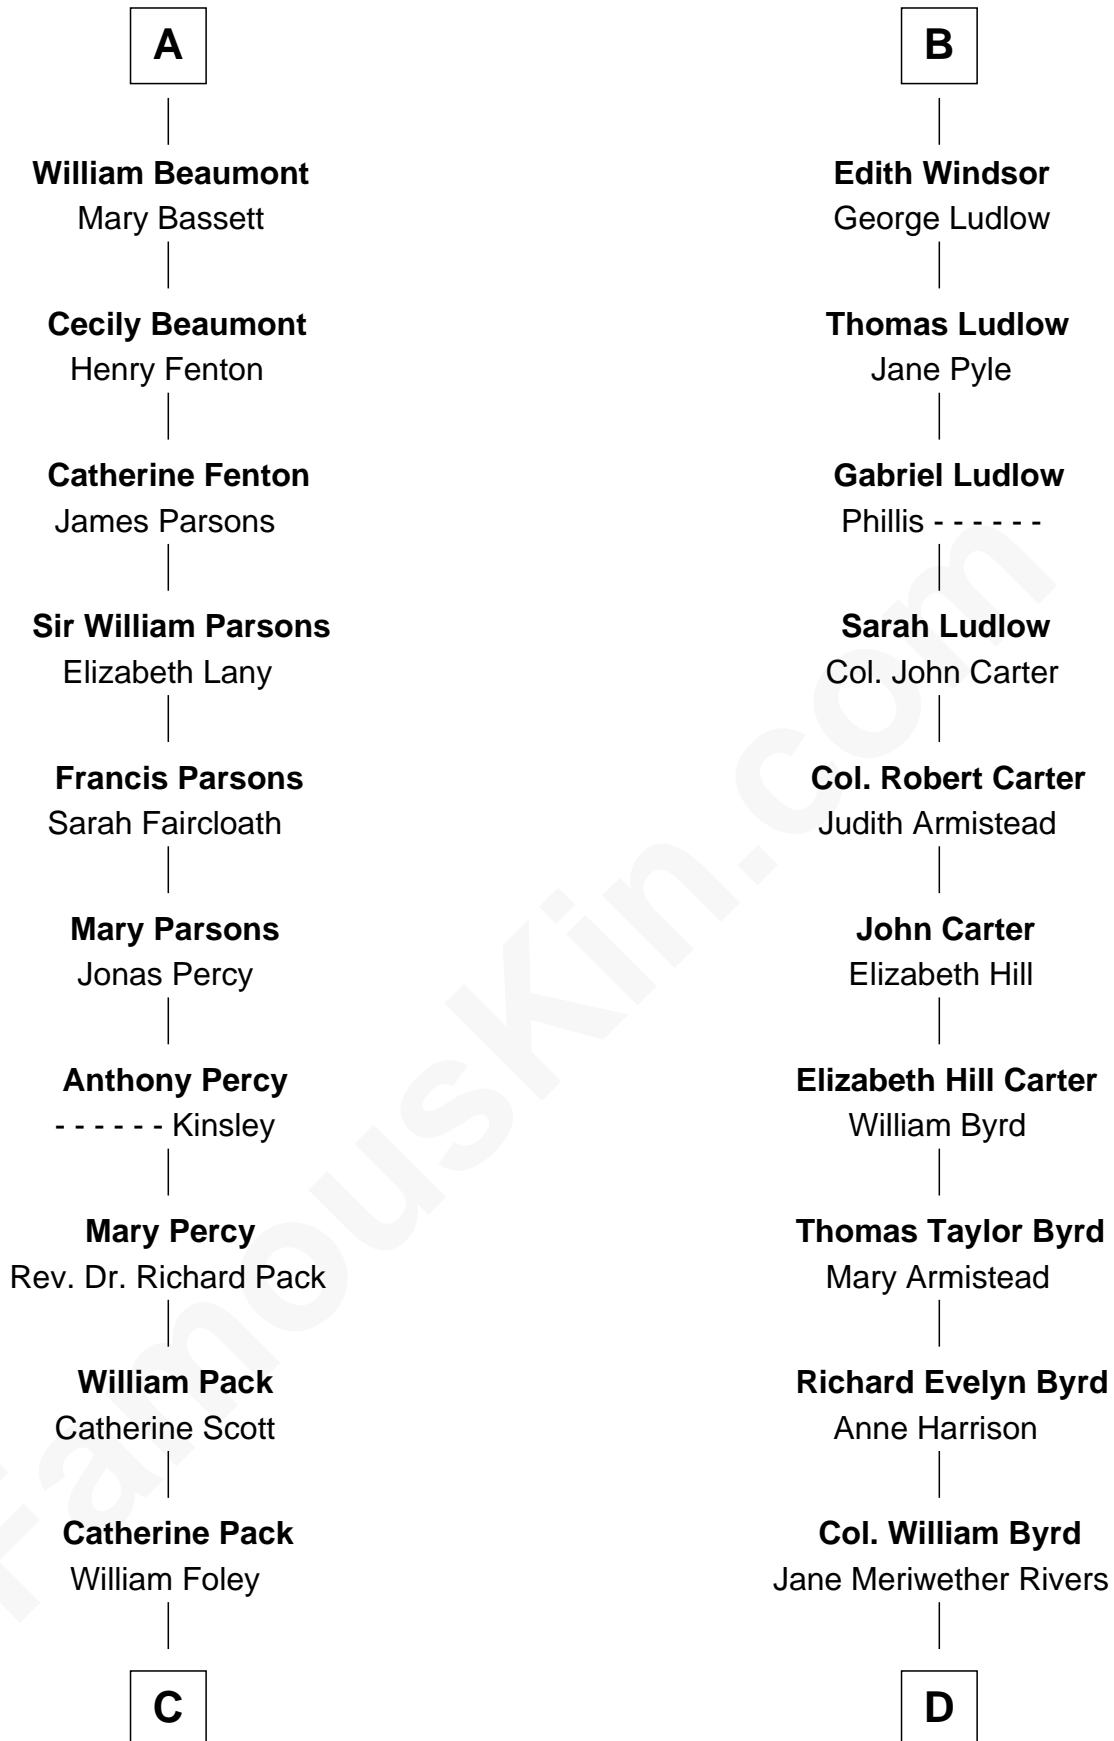 A
William Beaumont
Mary Bassett
Cecily Beaumont
Henry Fenton
Catherine Fenton
James Parsons
Sir William Parsons
Elizabeth Lany
Francis Parsons
Sarah Faircloath
Mary Parsons
Jonas Percy
Anthony Percy
- - - - - - Kinsley
Mary Percy
Rev. Dr. Richard Pack
William Pack
Catherine Scott
Catherine Pack
William Foley
C
B
Edith Windsor
George Ludlow
Thomas Ludlow
Jane Pyle
Gabriel Ludlow
Phillis - - - - - -
Sarah Ludlow
Col. John Carter
Col. Robert Carter
Judith Armistead
John Carter
Elizabeth Hill
Elizabeth Hill Carter
William Byrd
Thomas Taylor Byrd
Mary Armistead
Richard Evelyn Byrd
Anne Harrison
Col. William Byrd
Jane Meriwether Rivers
D
FamousKin.com